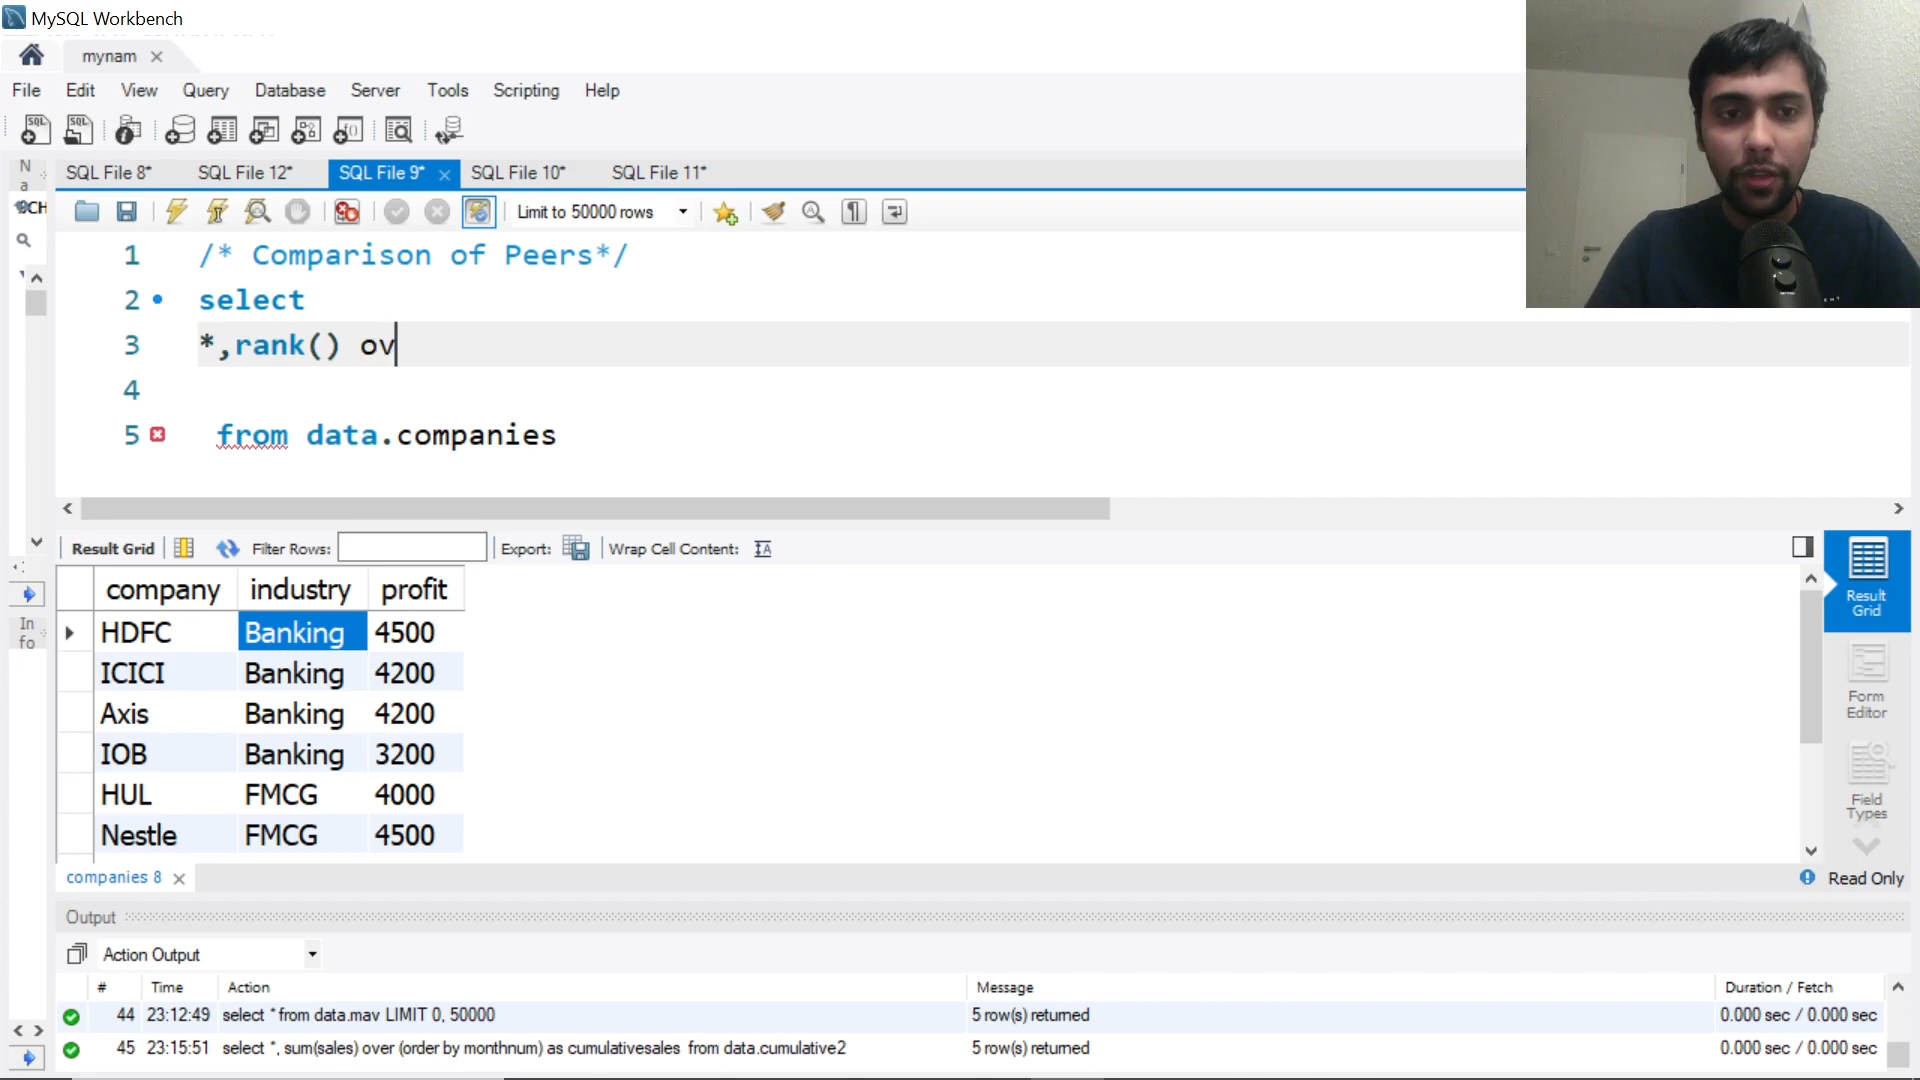 MySQL Workbench
mynam
File Edit View Query Database Server Tools Scripting Help
SQL File 8* SQL File 12* SQL File 9* SQL File 10* SQL File 11*
Na
SCH
Limit to 50000 rows
1 /* Comparison of Peers*/
2 select
3 *,rank() ov
4
5 from data.companies
Result Grid Filter Rows: Export: Wrap Cell Content:
company industry profit
HDFC Banking 4500
ICICI Banking 4200
Axis Banking 4200
IOB Banking 3200
HUL FMCG 4000
Nestle FMCG 4500
Info
Result Grid
Form Editor
Field Types
companies 8
Read Only
Output
Action Output
# Time Action Message Duration / Fetch
44 23:12:49 select * from data.mav LIMIT 0, 50000 5 row(s) returned 0.000 sec / 0.000 sec
45 23:15:51 select *, sum(sales) over (order by monthnum) as cumulativesales from data.cumulative2 5 row(s) returned 0.000 sec / 0.000 sec